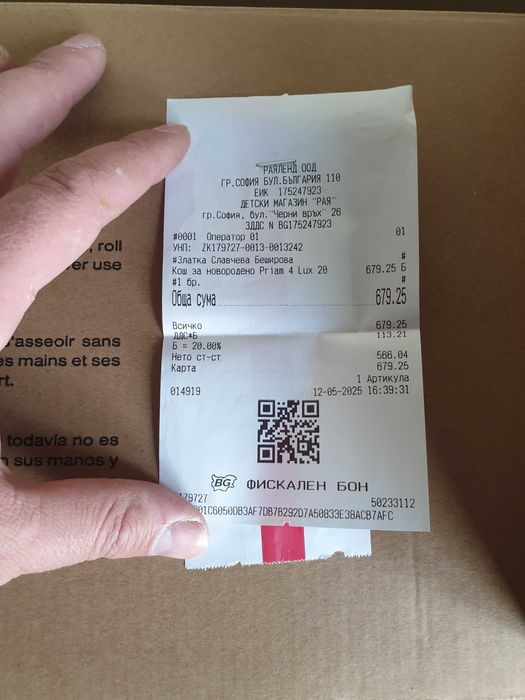 РАЯЛЕНД ООД
ГР.СОФИЯ БУЛ.БЪЛГАРИЯ 110
ЕИК 175247923
ДЕТСКИ МАГАЗИН "РАЯ"
гр.София, бул."Черни връх" 26
ЗДДС N BG175247923
#0001 Оператор 01 01
УНП: ZK179727-0013-0013242
#Златка Славчева Беширова #
Кош за новородено Priam 4 Lux 20 679.25 Б
#1 бр. #
Обща сума 679.25
Всичко 679.25
ДДС*Б 113.21
Б = 20.00%
Нето ст-ст 566.04
Карта 679.25
1 Артикула
014919 12-05-2025 16:39:31
BG ФИСКАЛЕН БОН
179727 50233112
01C6050DB3AF7DB7B292D7A50833E38ACB7AFC
, roll
er use
'asseoir sans
es mains et ses
rt.
todavía no es
n sus manos y